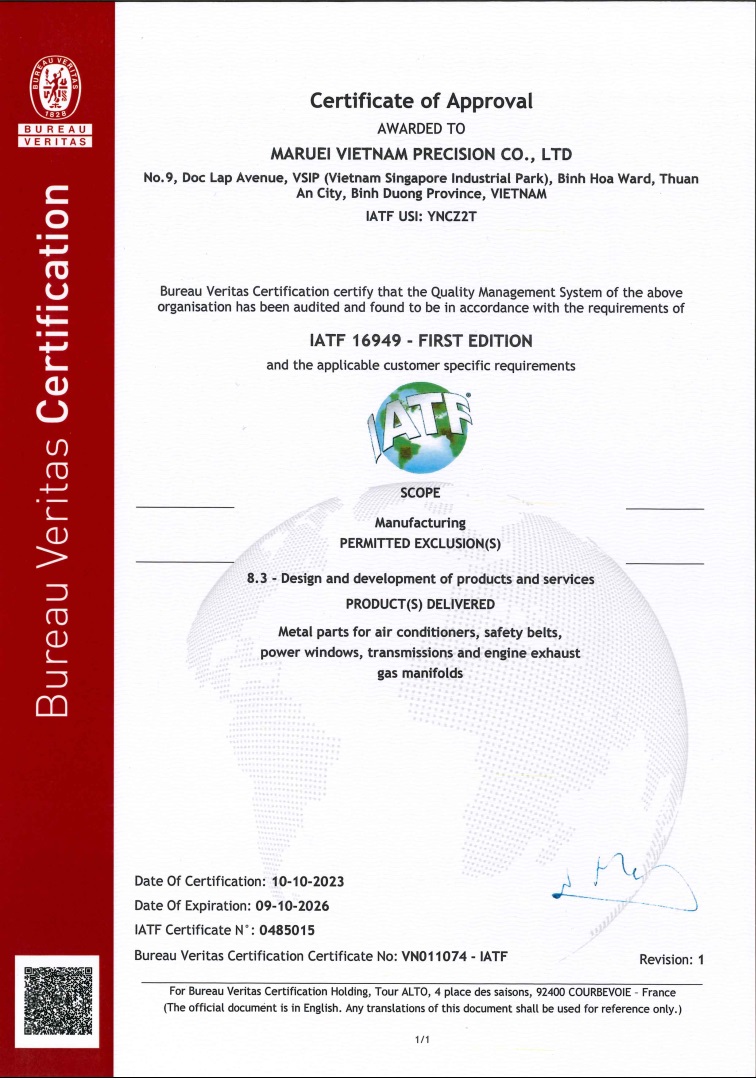 BUREAU VERITAS
1828
BUREAU
VERITAS
Bureau Veritas Certification
Certificate of Approval
AWARDED TO
MARUEI VIETNAM PRECISION CO., LTD
No.9, Doc Lap Avenue, VSIP (Vietnam Singapore Industrial Park), Binh Hoa Ward, Thuan
An City, Binh Duong Province, VIETNAM
IATF USI: YNCZ2T
Bureau Veritas Certification certify that the Quality Management System of the above
organisation has been audited and found to be in accordance with the requirements of
IATF 16949 - FIRST EDITION
and the applicable customer specific requirements
IATF®
SCOPE
Manufacturing
PERMITTED EXCLUSION(S)
8.3 - Design and development of products and services
PRODUCT(S) DELIVERED
Metal parts for air conditioners, safety belts,
power windows, transmissions and engine exhaust
gas manifolds
Date Of Certification: 10-10-2023
Date Of Expiration: 09-10-2026
IATF Certificate N°: 0485015
Bureau Veritas Certification Certificate No: VN011074 - IATF
Revision: 1
For Bureau Veritas Certification Holding, Tour ALTO, 4 place des saisons, 92400 COURBEVOIE - France
(The official document is in English. Any translations of this document shall be used for reference only.)
1/1